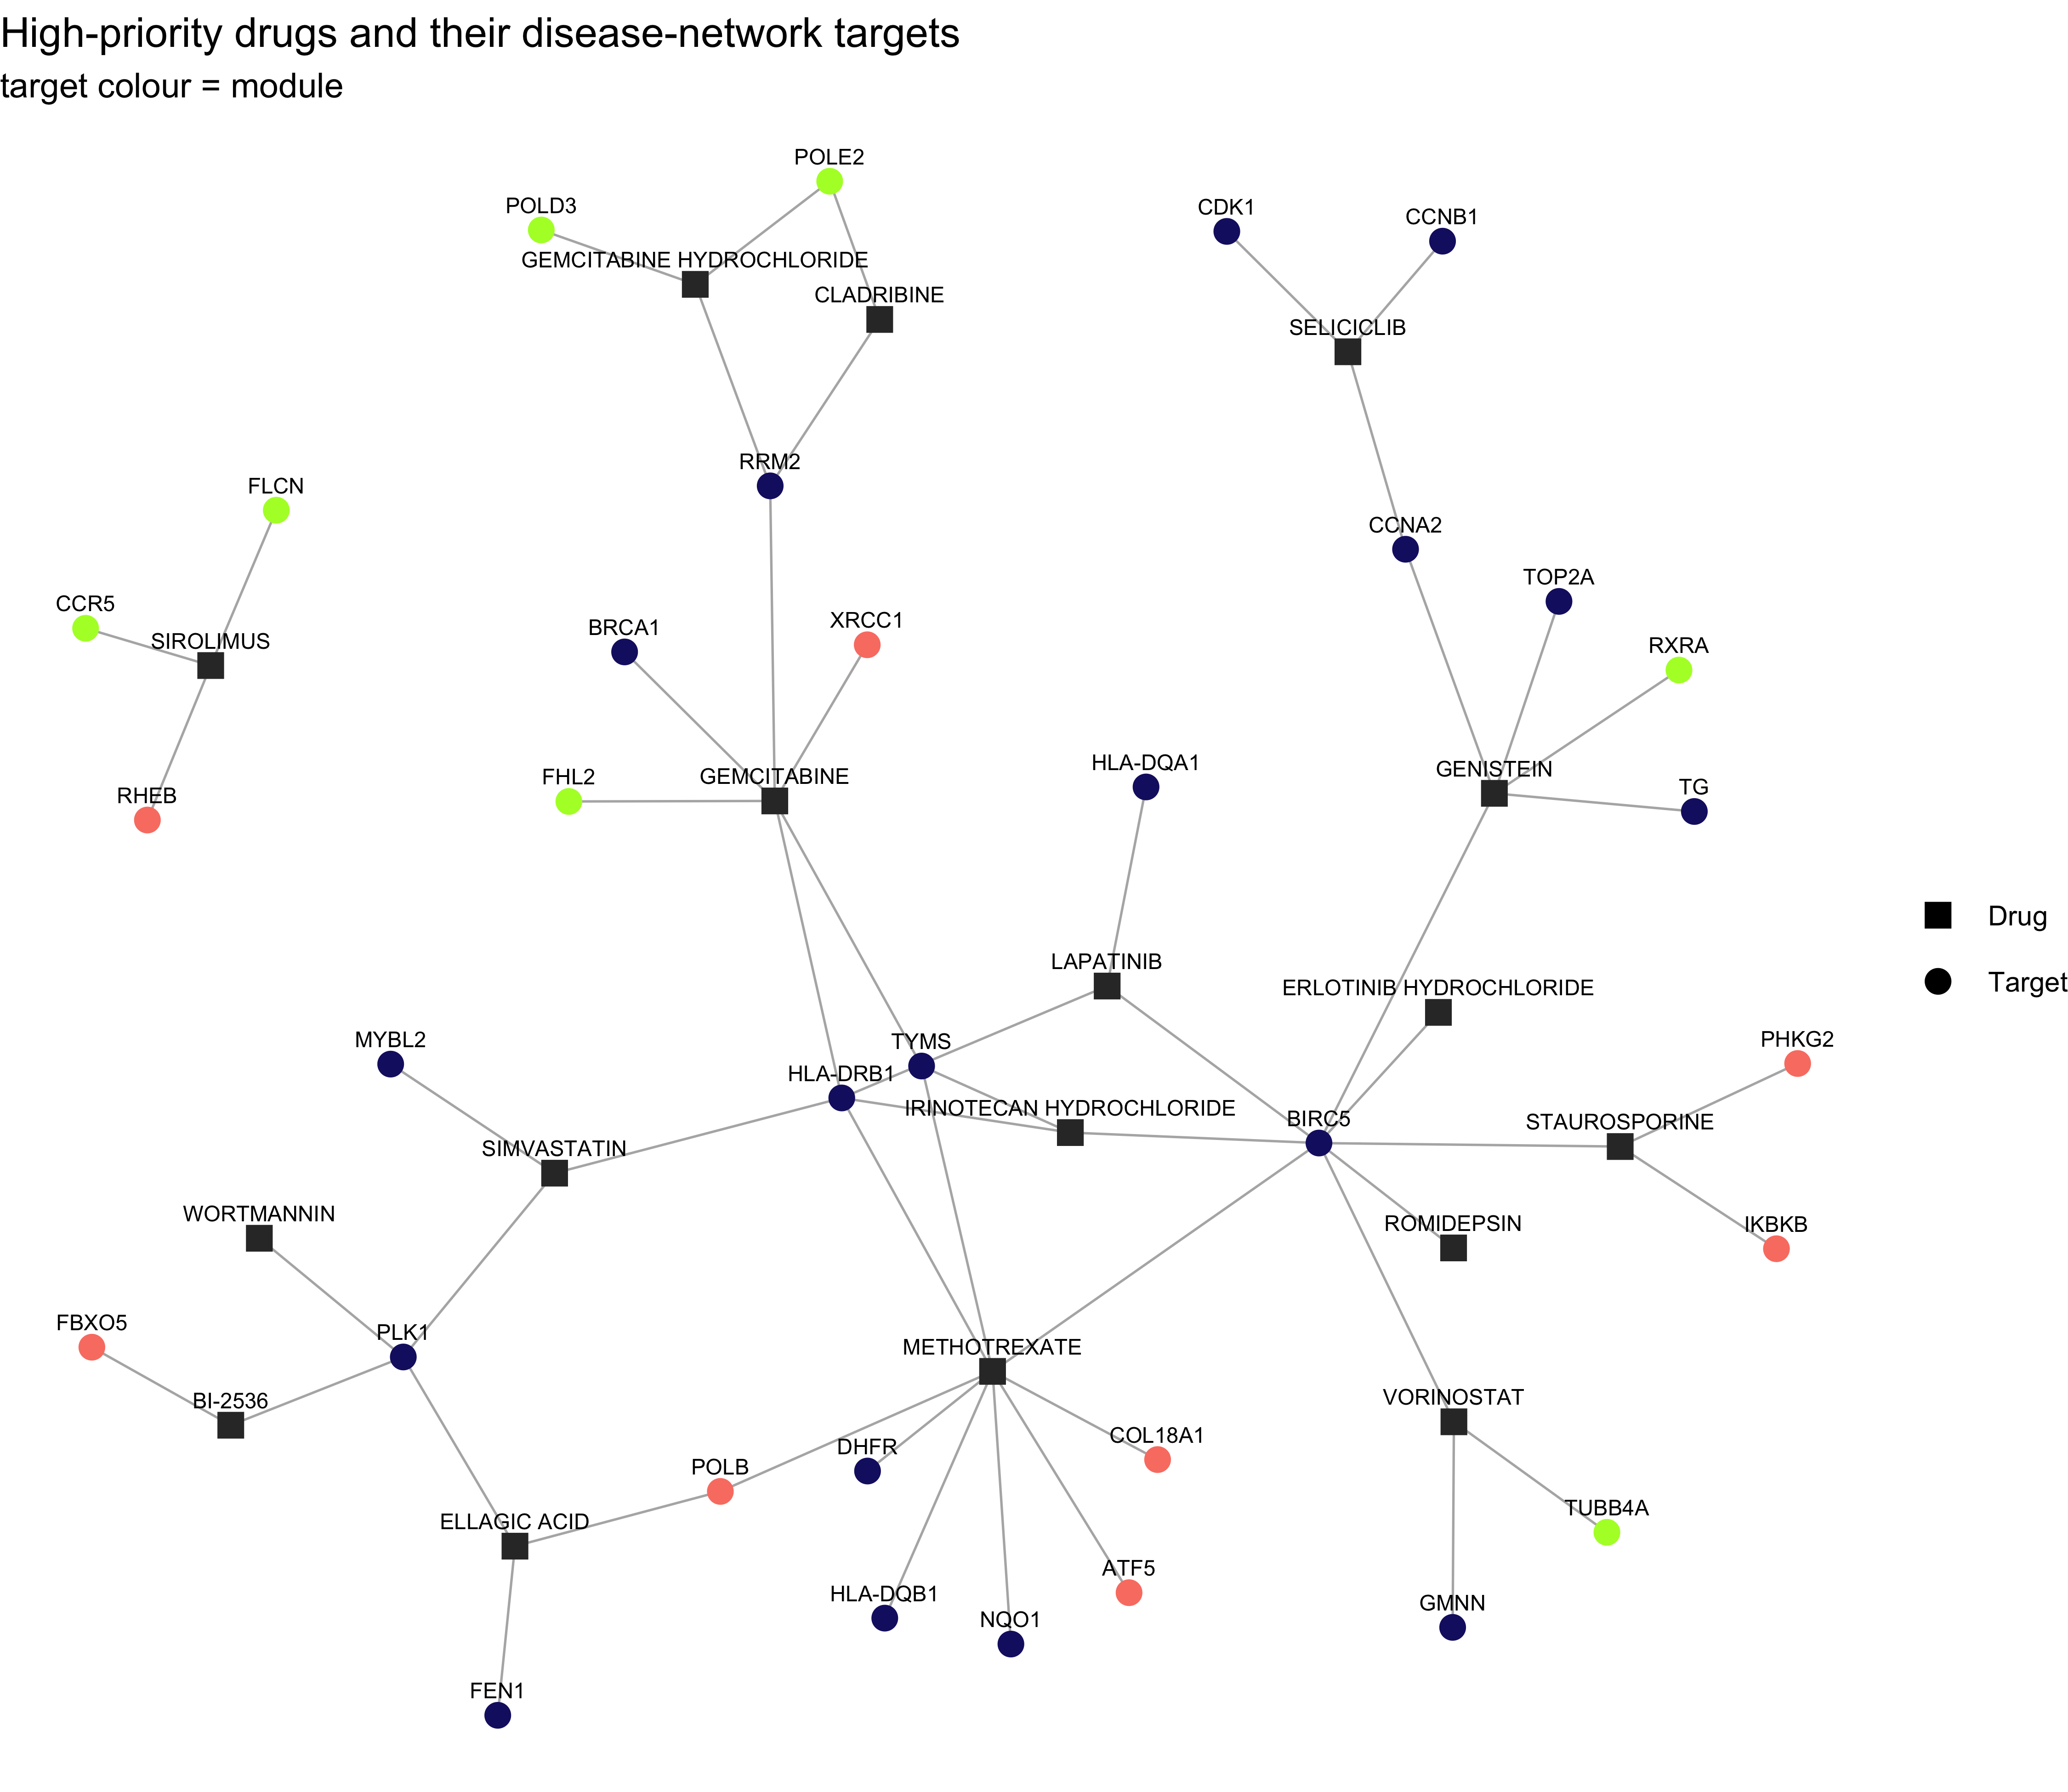 High-priority drugs and their disease-network targets
target colour = module
POLE2
POLD3
CDK1
CCNB1
GEMCITABINE HYDROCHLORIDE
CLADRIBINE
SELICICLIB
RRM2
FLCN
CCNA2
TOP2A
CCR5
SIROLIMUS
BRCA1
XRCC1
RXRA
RHEB
FHL2
GEMCITABINE
HLA-DQA1
GENISTEIN
TG
Drug
LAPATINIB
ERLOTINIB HYDROCHLORIDE
Target
MYBL2
TYMS
PHKG2
HLA-DRB1
IRINOTECAN HYDROCHLORIDE
BIRC5
STAUROSPORINE
SIMVASTATIN
WORTMANNIN
ROMIDEPSIN
IKBKB
FBXO5
PLK1
METHOTREXATE
BI-2536
VORINOSTAT
COL18A1
DHFR
POLB
TUBB4A
ELLAGIC ACID
ATF5
HLA-DQB1
GMNN
NQO1
FEN1